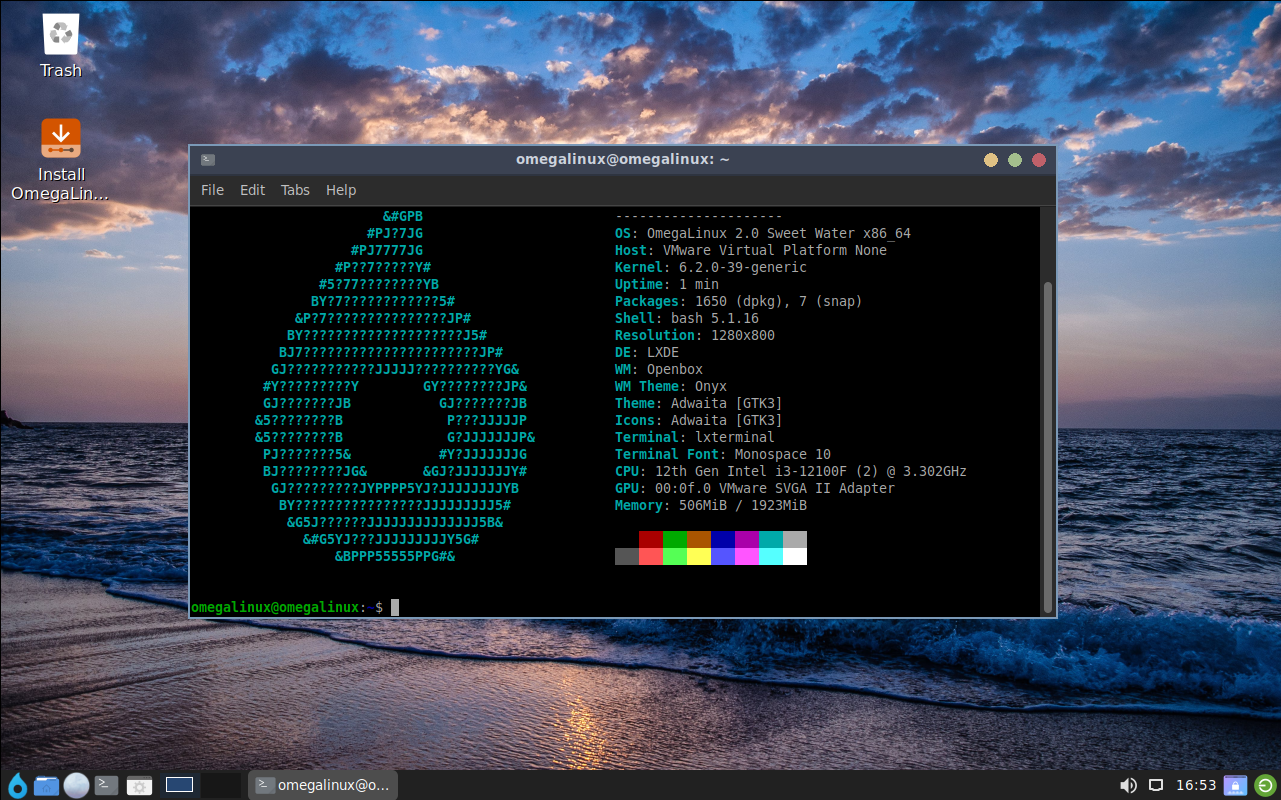 Trash
Install
OmegaLin...
omegalinux@omegalinux: ~
File Edit Tabs Help
&#GPB
#PJ?7JG
#PJ7777JG
#P??7?????Y#
#5?77????????YB
BY?7????????????5#
&P?7???????????????JP#
BY????????????????????J5#
BJ7??????????????????????JP#
GJ???????????JJJJJ??????????YG&
#Y?????????Y GY????????JP&
GJ???????JB GJ???????JB
&5????????B P???JJJJJP
&5????????B G?JJJJJJJP&
PJ???????5& #Y?JJJJJJJG
BJ????????JG& &GJ?JJJJJJJY#
GJ?????????JYPPPP5YJ?JJJJJJJJYB
BY????????????????JJJJJJJJJ5#
&G5J??????JJJJJJJJJJJJJJ5B&
&#G5YJ???JJJJJJJJJY5G#
&BPPP55555PPG#&
---------------------
OS: OmegaLinux 2.0 Sweet Water x86_64
Host: VMware Virtual Platform None
Kernel: 6.2.0-39-generic
Uptime: 1 min
Packages: 1650 (dpkg), 7 (snap)
Shell: bash 5.1.16
Resolution: 1280x800
DE: LXDE
WM: Openbox
WM Theme: Onyx
Theme: Adwaita [GTK3]
Icons: Adwaita [GTK3]
Terminal: lxterminal
Terminal Font: Monospace 10
CPU: 12th Gen Intel i3-12100F (2) @ 3.302GHz
GPU: 00:0f.0 VMware SVGA II Adapter
Memory: 506MiB / 1923MiB
omegalinux@omegalinux:~$
omegalinux@o...
16:53